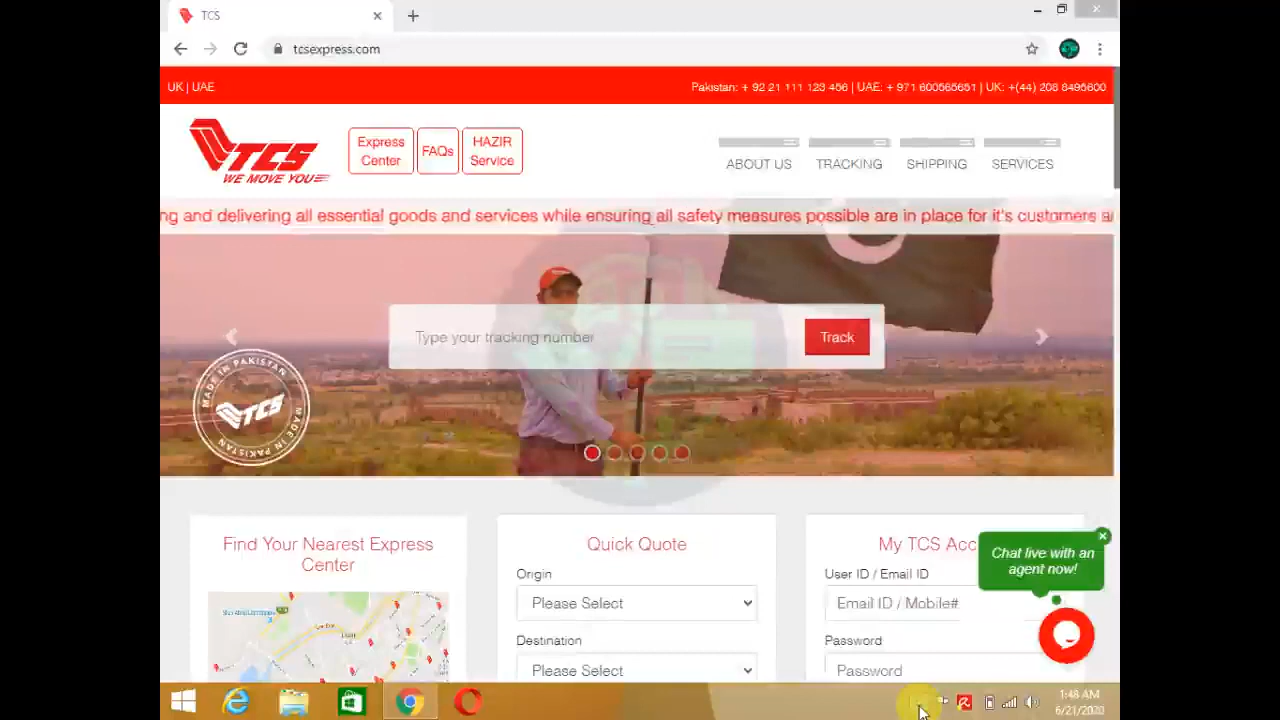 TCS
tcsexpress.com
UK | UAE
Pakistan: + 92 21 111 123 456 | UAE: + 971 600565651 | UK: +(44) 208 8495600
TCS
WE MOVE YOU
Express Center
FAQs
HAZIR Service
ABOUT US
TRACKING
SHIPPING
SERVICES
ng and delivering all essential goods and services while ensuring all safety measures possible are in place for it's customers a
Type your tracking number
Track
MADE IN PAKISTAN
TCS
MADE IN PAKISTAN
Find Your Nearest Express
Center
Quick Quote
My TCS Acc
Origin
Please Select
Destination
Please Select
User ID / Email ID
Email ID / Mobile#
Password
Password
Chat live with an
agent now!
1:48 AM
6/21/2020